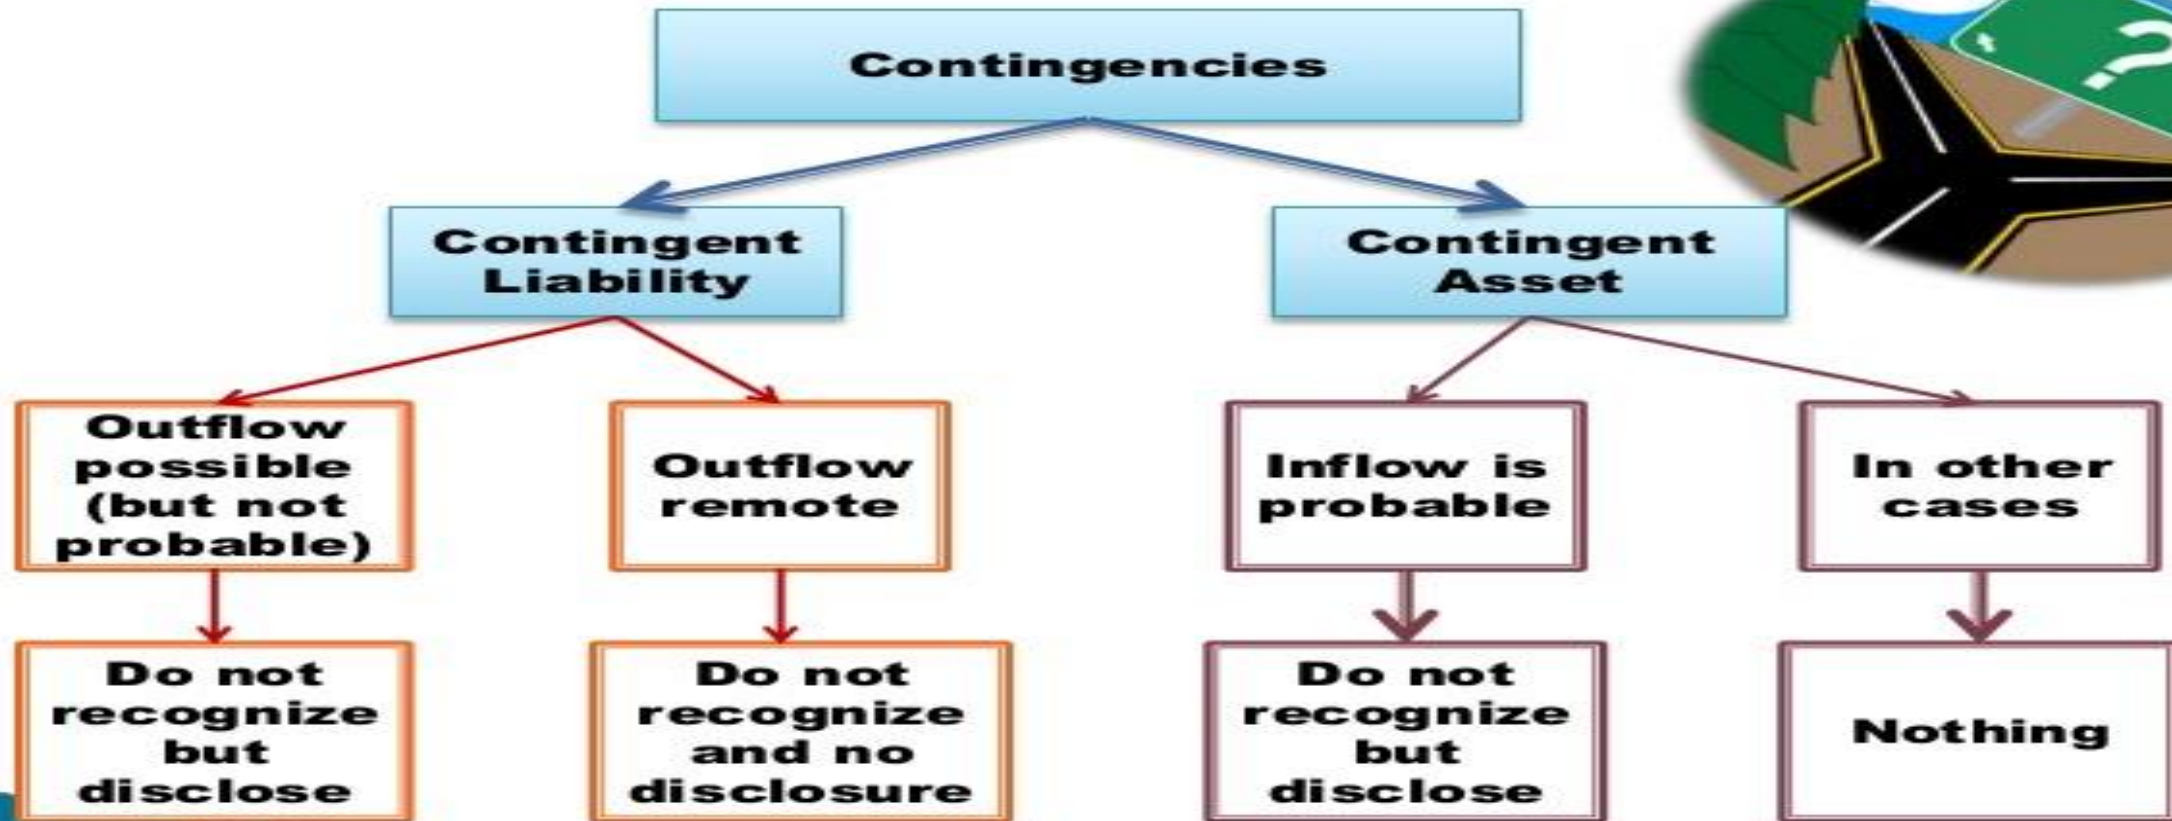 Contingencies
?
Contingent
Liability
Contingent
Asset
Outflow
possible
(but not
probable)
Outflow
remote
Inflow is
probable
In other
cases
Do not
recognize
but
disclose
Do not
recognize
and no
disclosure
Do not
recognize
but
disclose
Nothing